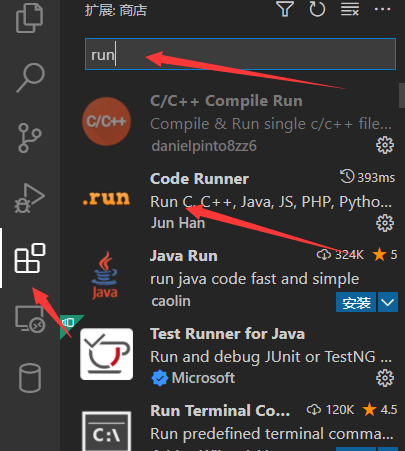 扩展: 商店
run
C/C++
C/C++ Compile Run
Compile & Run single c/c++ file...
danielpinto8zz6
.run
Code Runner
393ms
Run C, C++, Java, JS, PHP, Pytho...
Jun Han
Java
Java Run
324K
5
run java code fast and simple
caolin
安装
Test Runner for Java
Run and debug JUnit or TestNG ...
Microsoft
C:\
Run Terminal Co...
120K
4.5
Run predefined terminal comma...